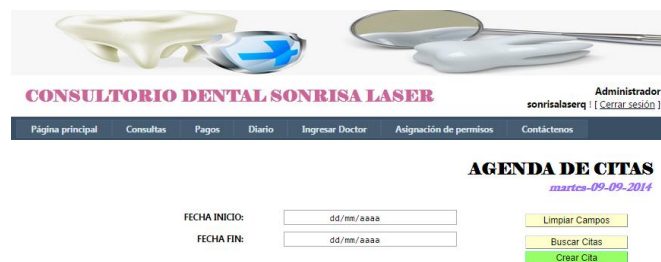 CONSULTORIO DENTAL SONRISA LASER
Administrador
sonrisalaserq ! [ Cerrar sesión ]
Página principal Consultas Pagos Diario Ingresar Doctor Asignación de permisos Contáctenos
AGENDA DE CITAS
martes-09-09-2014
FECHA INICIO: dd/mm/aaaa Limpiar Campos
FECHA FIN: dd/mm/aaaa Buscar Citas
Crear Cita